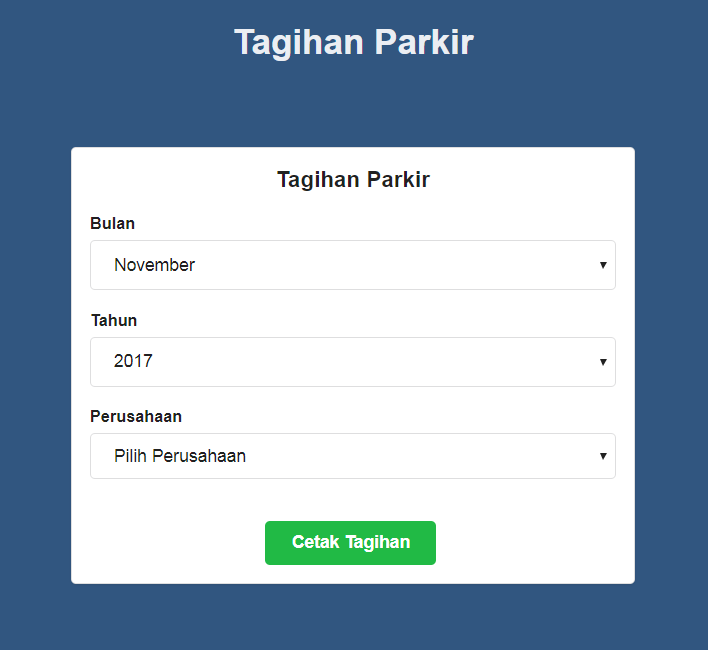 Tagihan Parkir
Tagihan Parkir
Bulan
November
Tahun
2017
Perusahaan
Pilih Perusahaan
Cetak Tagihan